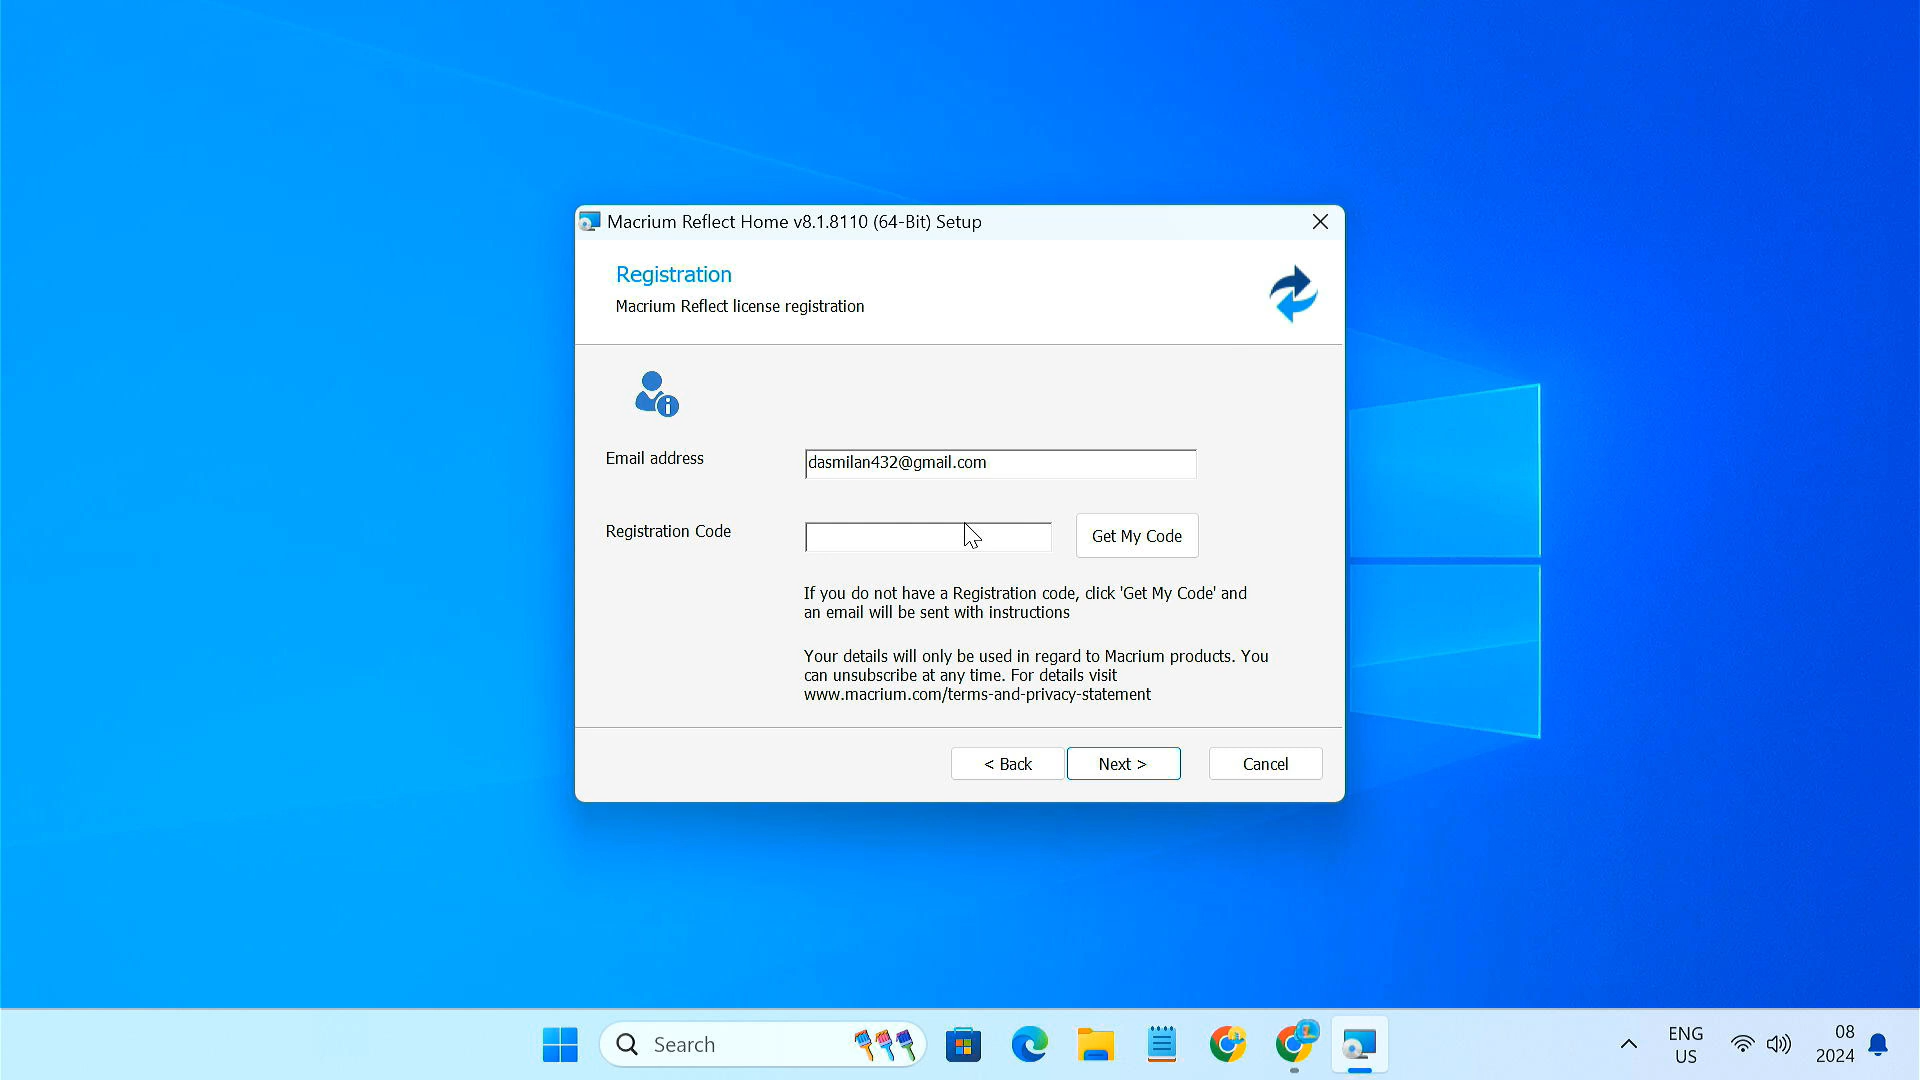 Macrium Reflect Home v8.1.8110 (64-Bit) Setup
Registration
Macrium Reflect license registration
Email address
dasmilan432@gmail.com
Registration Code
Get My Code
If you do not have a Registration code, click 'Get My Code' and
an email will be sent with instructions
Your details will only be used in regard to Macrium products. You
can unsubscribe at any time. For details visit
www.macrium.com/terms-and-privacy-statement
< Back
Next >
Cancel
Search
ENG
US
08
2024